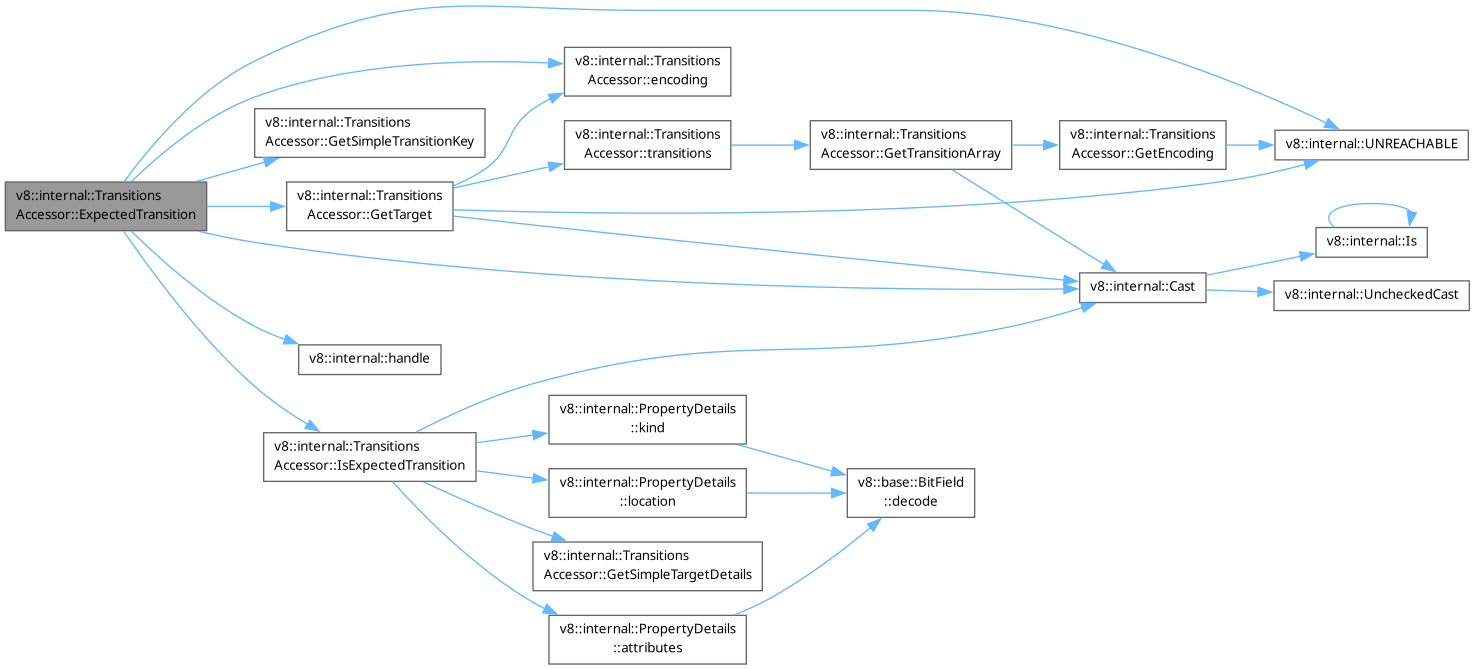 v8::internal::Transitions
Accessor::ExpectedTransition
v8::internal::Transitions
Accessor::GetSimpleTransitionKey
v8::internal::Transitions
Accessor::GetTarget
v8::internal::handle
v8::internal::Transitions
Accessor::IsExpectedTransition
v8::internal::Transitions
Accessor::encoding
v8::internal::Transitions
Accessor::transitions
v8::internal::PropertyDetails
::kind
v8::internal::PropertyDetails
::location
v8::internal::Transitions
Accessor::GetSimpleTargetDetails
v8::internal::PropertyDetails
::attributes
v8::internal::Transitions
Accessor::GetTransitionArray
v8::base::BitField
::decode
v8::internal::Transitions
Accessor::GetEncoding
v8::internal::Cast
v8::internal::UNREACHABLE
v8::internal::Is
v8::internal::UncheckedCast